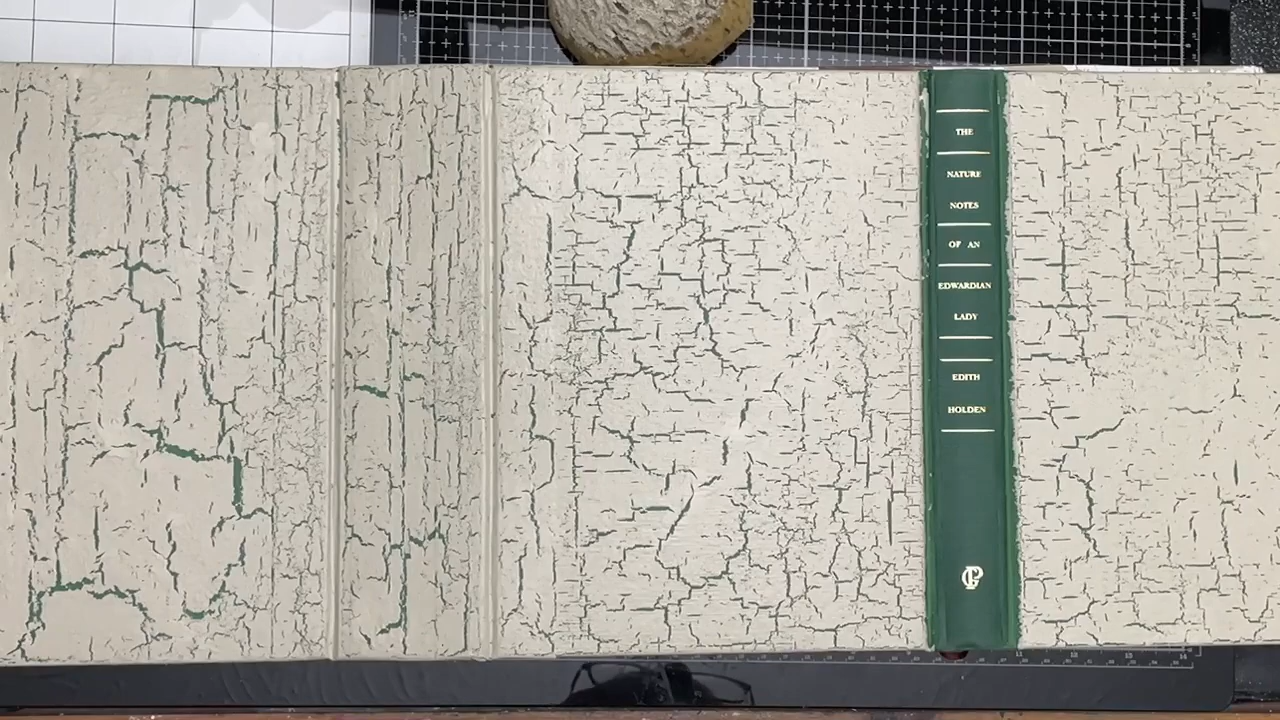 THE
NATURE
NOTES
OF AN
EDWARDIAN
LADY
EDITH
HOLDEN